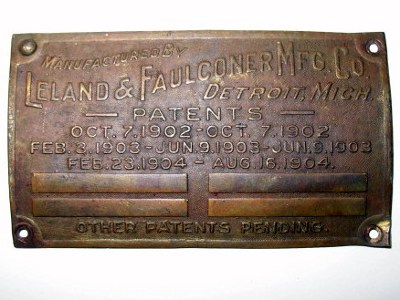 MANUFACTURED BY
LELAND & FAULCONER MFG. CO.
DETROIT, MICH.
— PATENTS —
OCT. 7. 1902 - OCT. 7. 1902
FEB. 3. 1903 - JUN. 9. 1903 - JUN. 9. 1903
FEB. 23. 1904 - AUG. 16. 1904.
OTHER PATENTS PENDING.